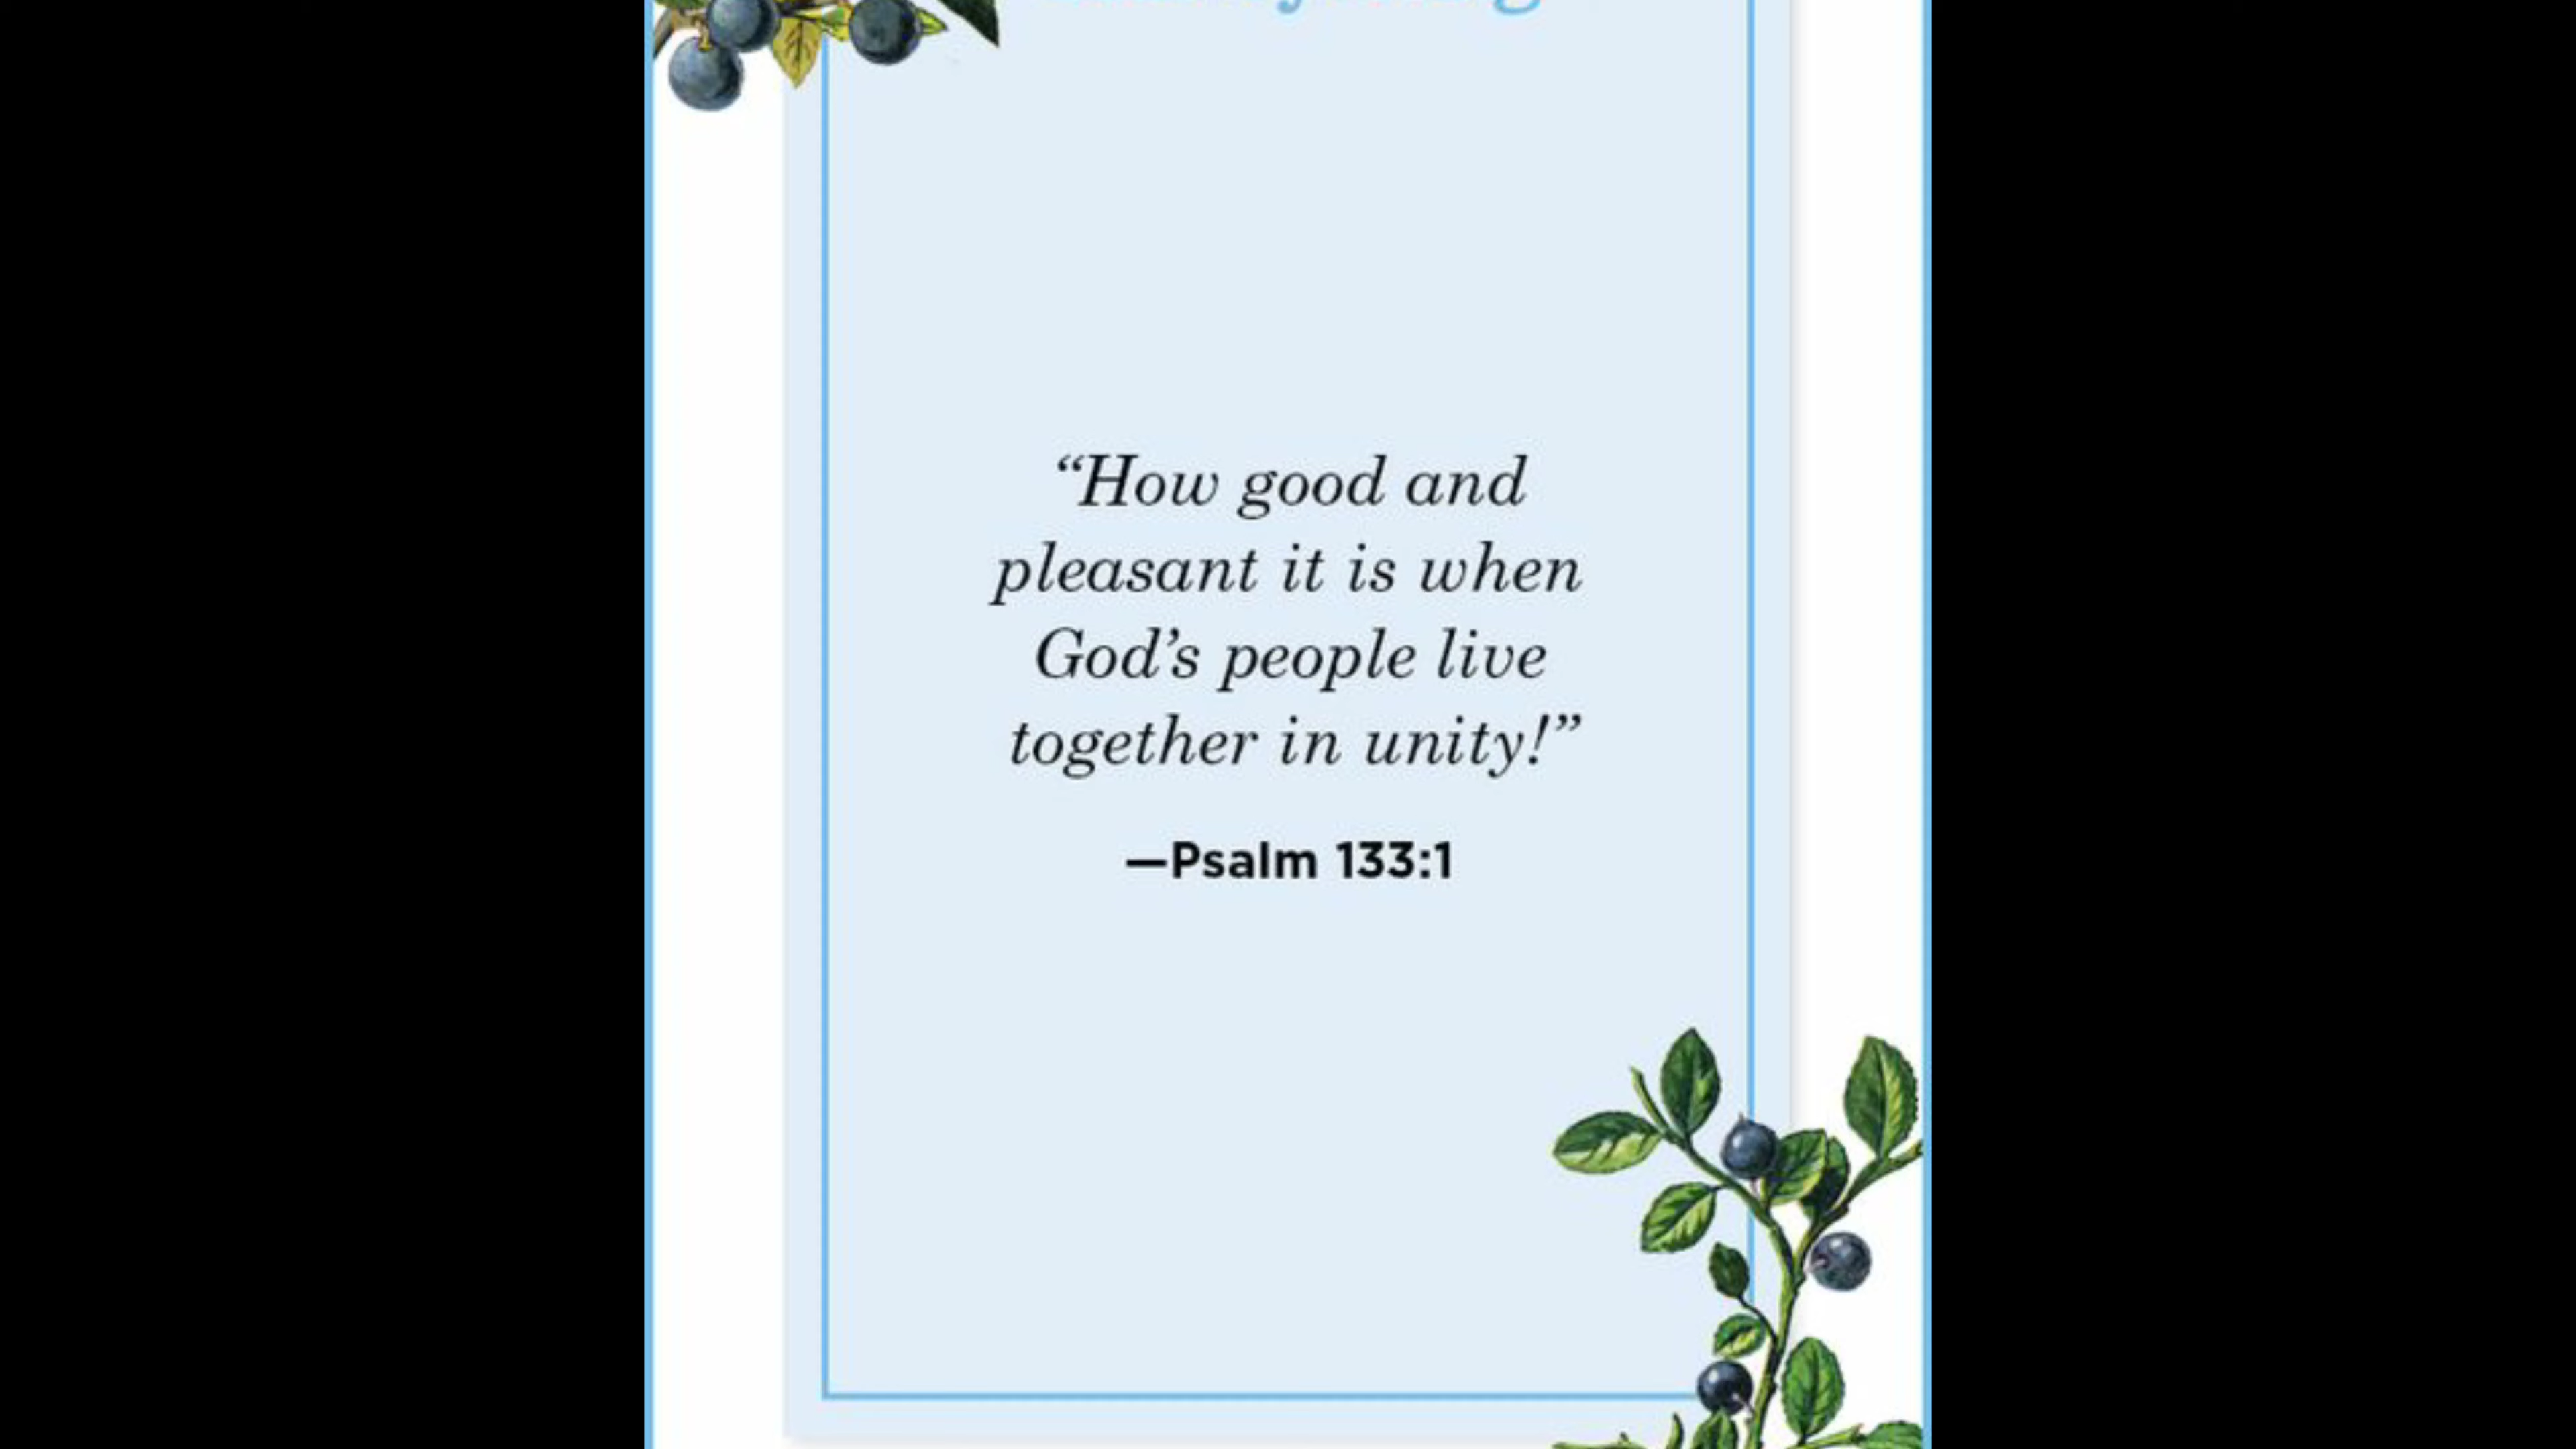 “How good and
pleasant it is when
God’s people live
together in unity!”
—Psalm 133:1